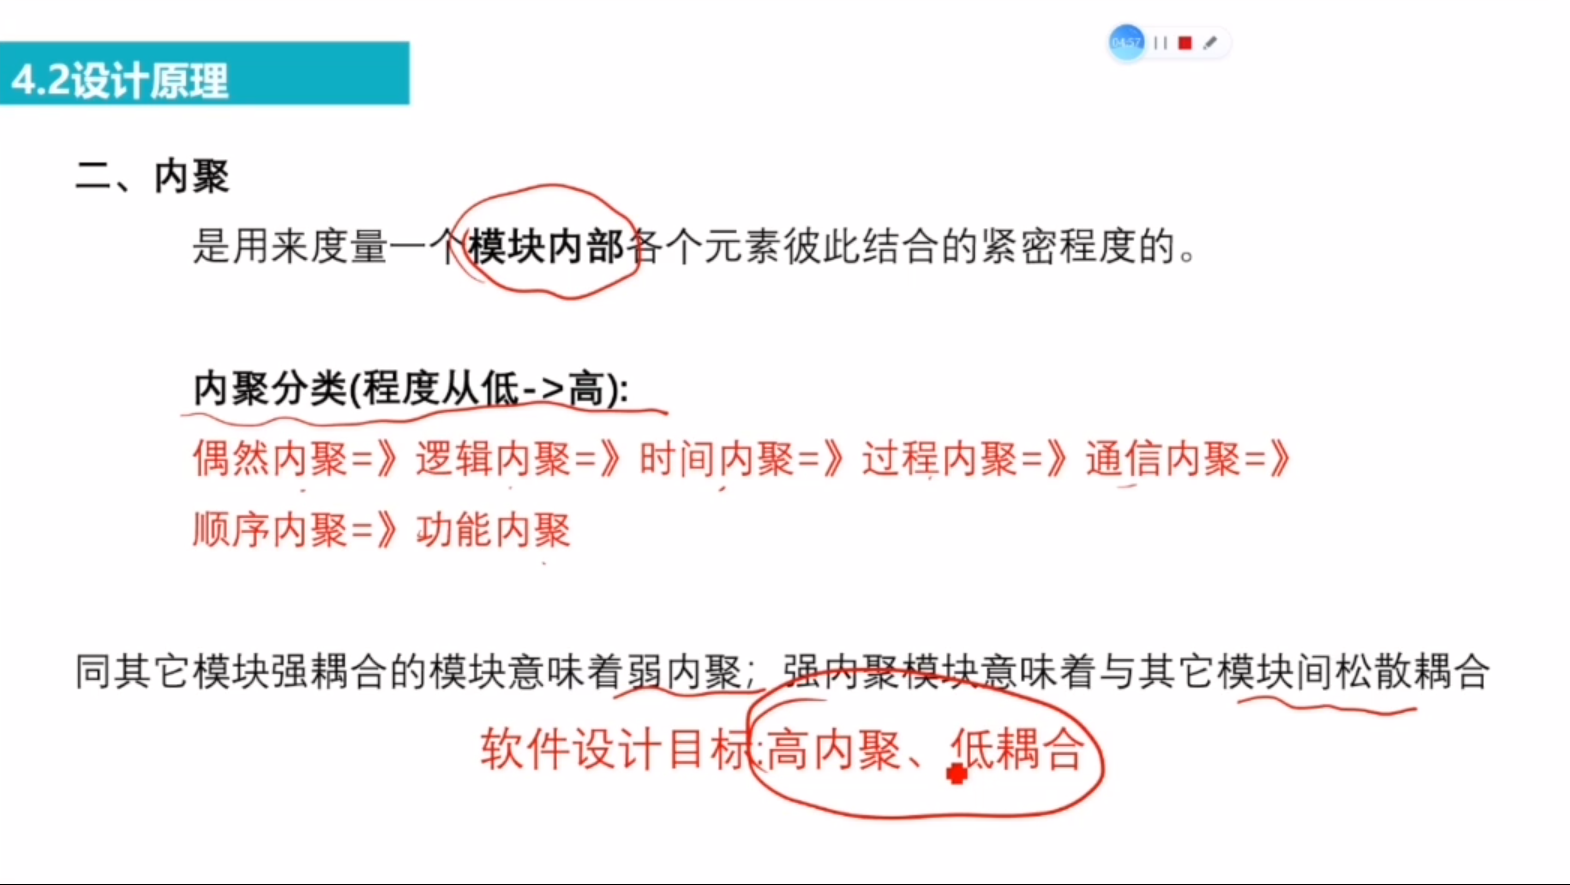 04:57
4.2设计原理
二、内聚
是用来度量一个模块内部各个元素彼此结合的紧密程度的。
内聚分类(程度从低->高):
偶然内聚=》逻辑内聚=》时间内聚=》过程内聚=》通信内聚=》
顺序内聚=》功能内聚
同其它模块强耦合的模块意味着弱内聚；强内聚模块意味着与其它模块间松散耦合
软件设计目标:高内聚、低耦合